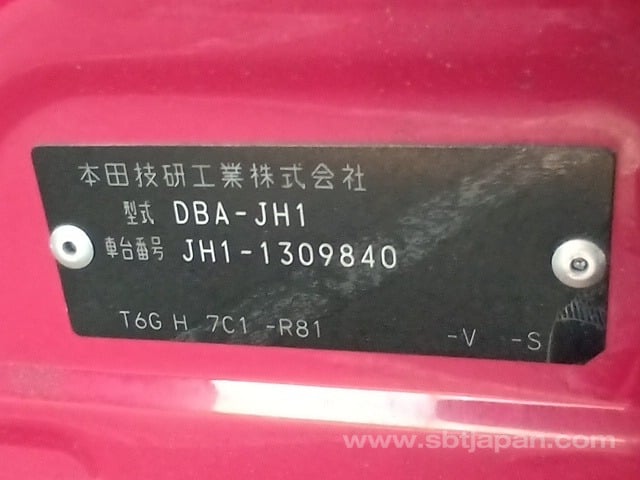 本田技研工業株式会社
型式 DBA-JH1
車台番号 JH1-1309840
T6G H 7C1 -R81 -V -S
www.sbtjapan.com